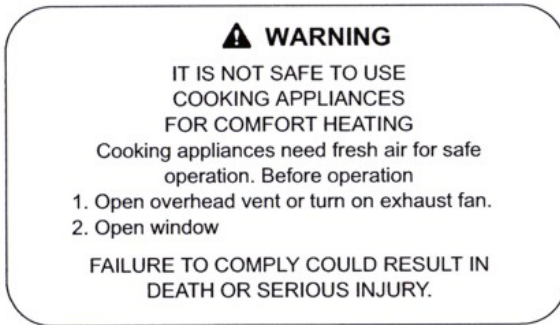 WARNING
IT IS NOT SAFE TO USE
COOKING APPLIANCES
FOR COMFORT HEATING
Cooking appliances need fresh air for safe
operation. Before operation
1. Open overhead vent or turn on exhaust fan.
2. Open window
FAILURE TO COMPLY COULD RESULT IN
DEATH OR SERIOUS INJURY.